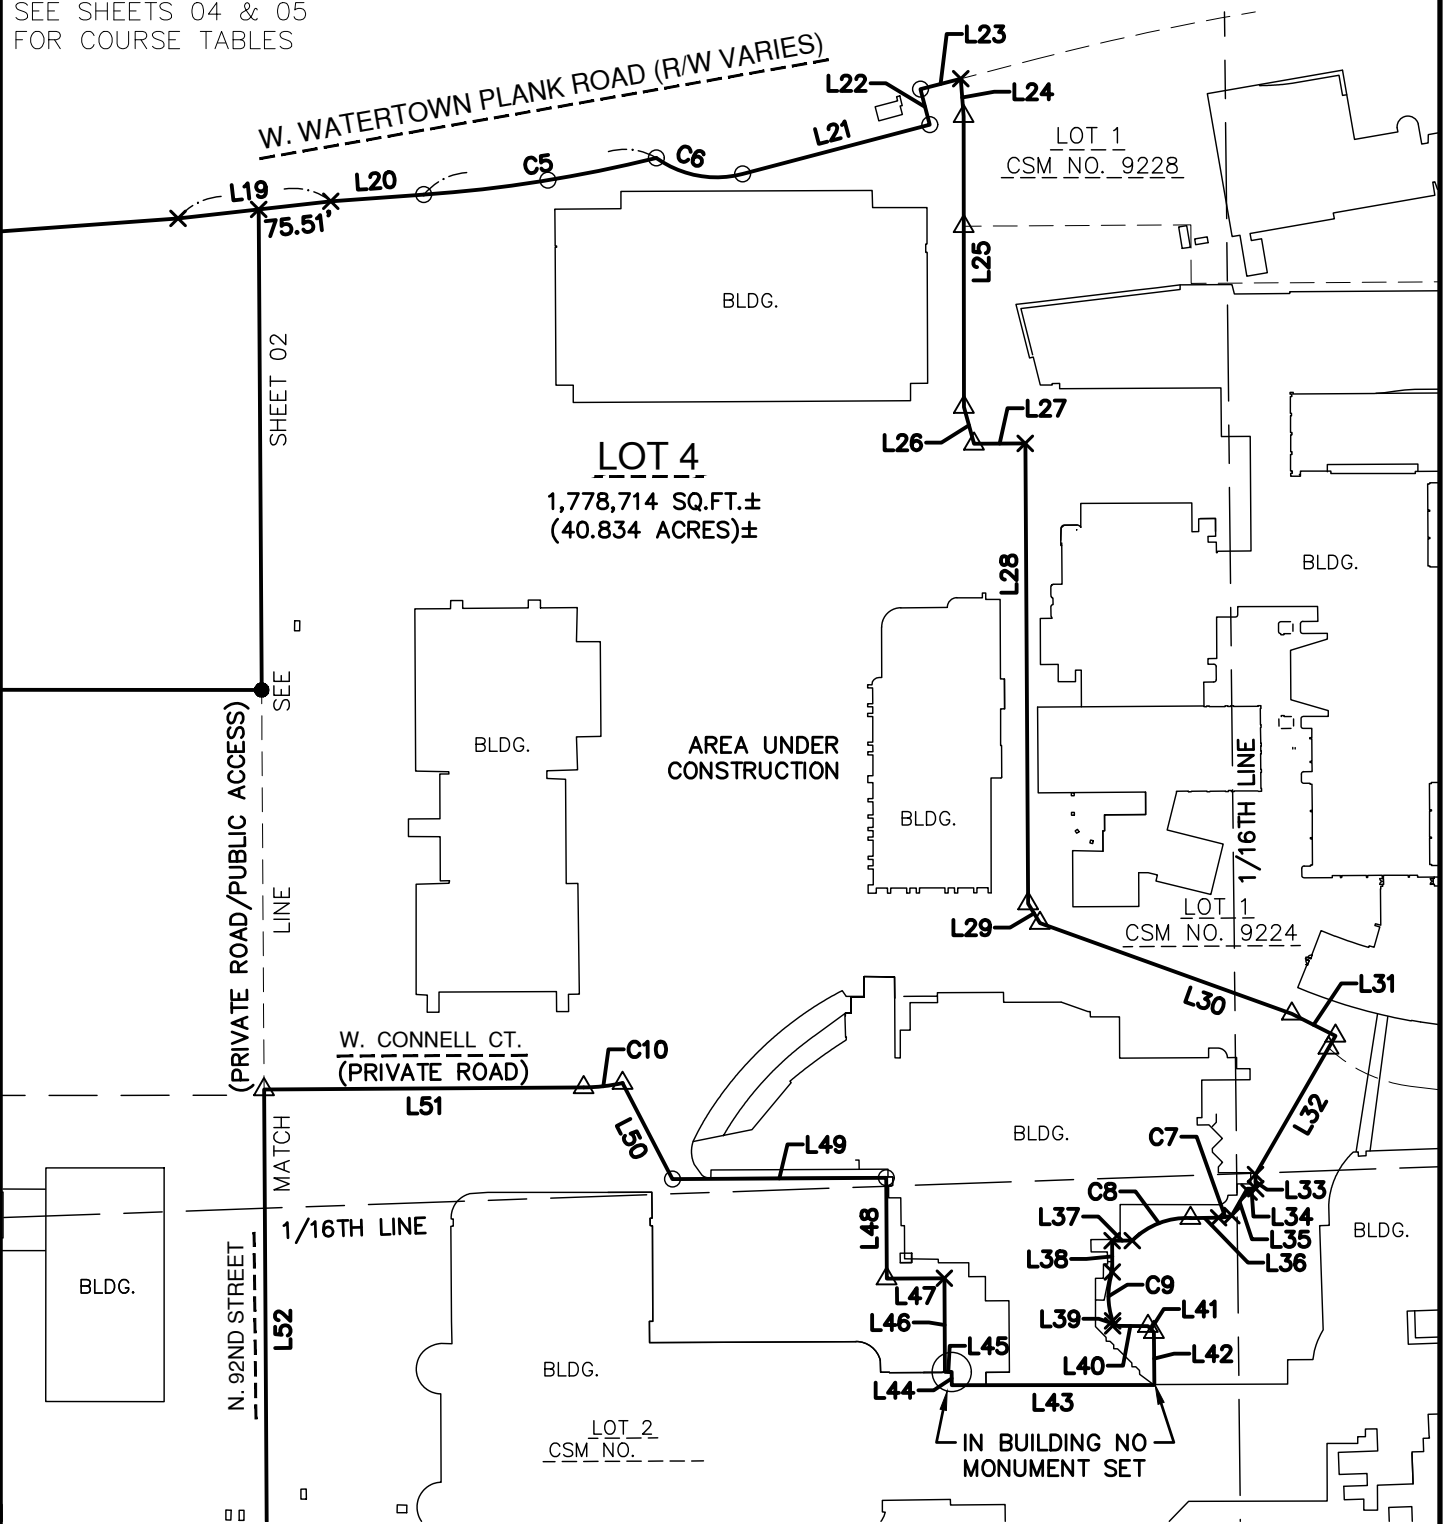 SEE SHEETS 04 & 05
FOR COURSE TABLES
W. WATERTOWN PLANK ROAD (R/W VARIES)
L23
L22
L24
L21
LOT 1
CSM NO. 9228
C5
C6
L19
L20
75.51'
L25
BLDG.
SHEET 02
L27
L26
LOT 4
1,778,714 SQ.FT.±
(40.834 ACRES)±
L28
BLDG.
SEE
(PRIVATE ROAD/PUBLIC ACCESS)
BLDG.
AREA UNDER
CONSTRUCTION
1/16TH LINE
BLDG.
LINE
L29
LOT 1
CSM NO. 9224
L31
L30
W. CONNELL CT.
(PRIVATE ROAD)
C10
L51
L50
L32
MATCH
BLDG.
C7
L49
C8
L33
L34
L35
L36
L37
L38
1/16TH LINE
L48
BLDG.
BLDG.
N. 92ND STREET
L52
L47
C9
L46
L39
L41
L45
L40
L42
BLDG.
L44
L43
LOT 2
CSM NO.
IN BUILDING NO
MONUMENT SET